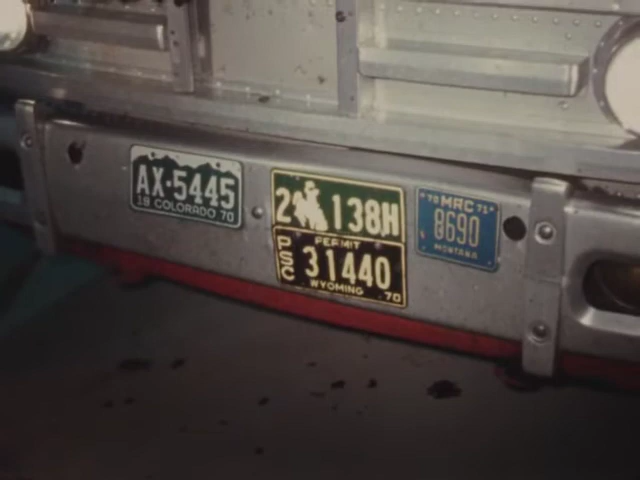 AX·5445
19 COLORADO 70
2 138H
PERMIT
PSC
31440
WYOMING 70
70 MRC 71
8690
MONTANA